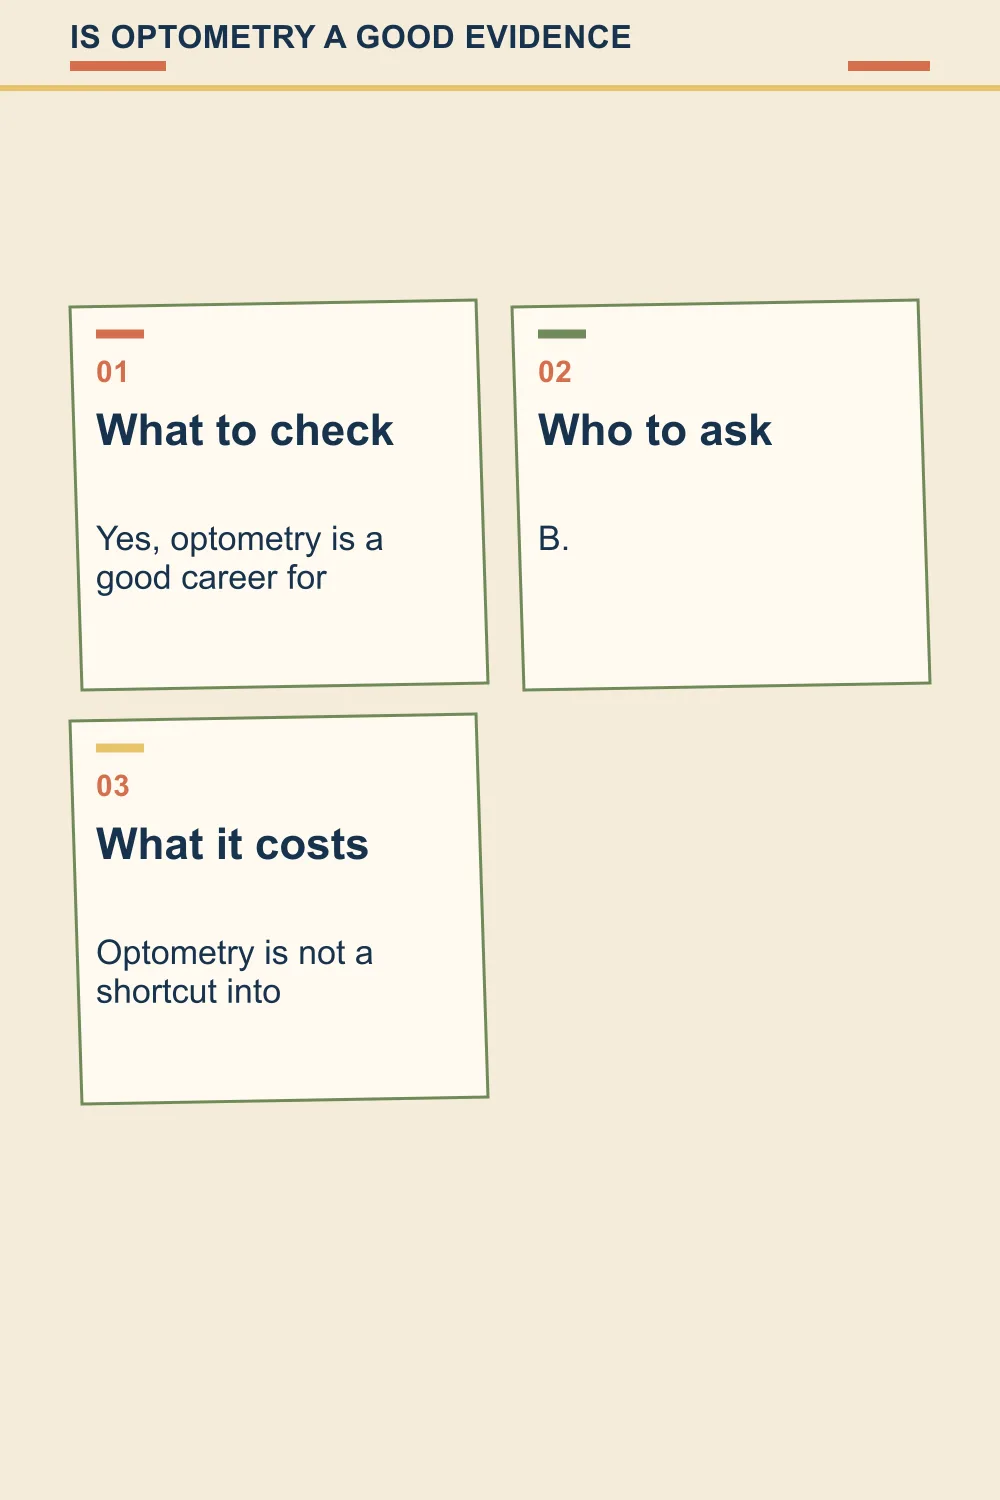 IS OPTOMETRY A GOOD EVIDENCE
01
What to check
Yes, optometry is a
good career for
02
Who to ask
B.
03
What it costs
Optometry is not a
shortcut into